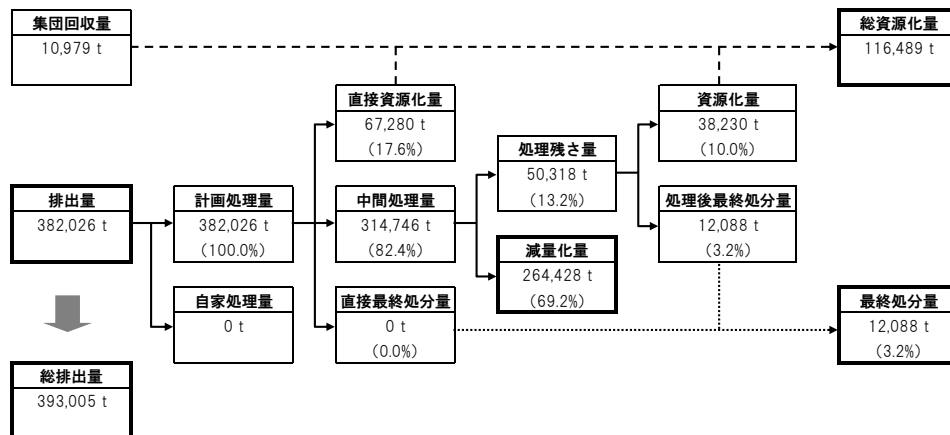 集団回収量
10,979 t
総資源化量
116,489 t
直接資源化量
67,280 t
(17.6%)
資源化量
38,230 t
(10.0%)
処理残さ量
50,318 t
(13.2%)
排出量
382,026 t
計画処理量
382,026 t
(100.0%)
中間処理量
314,746 t
(82.4%)
処理後最終処分量
12,088 t
(3.2%)
減量化量
264,428 t
(69.2%)
自家処理量
0 t
直接最終処分量
0 t
(0.0%)
最終処分量
12,088 t
(3.2%)
総排出量
393,005 t